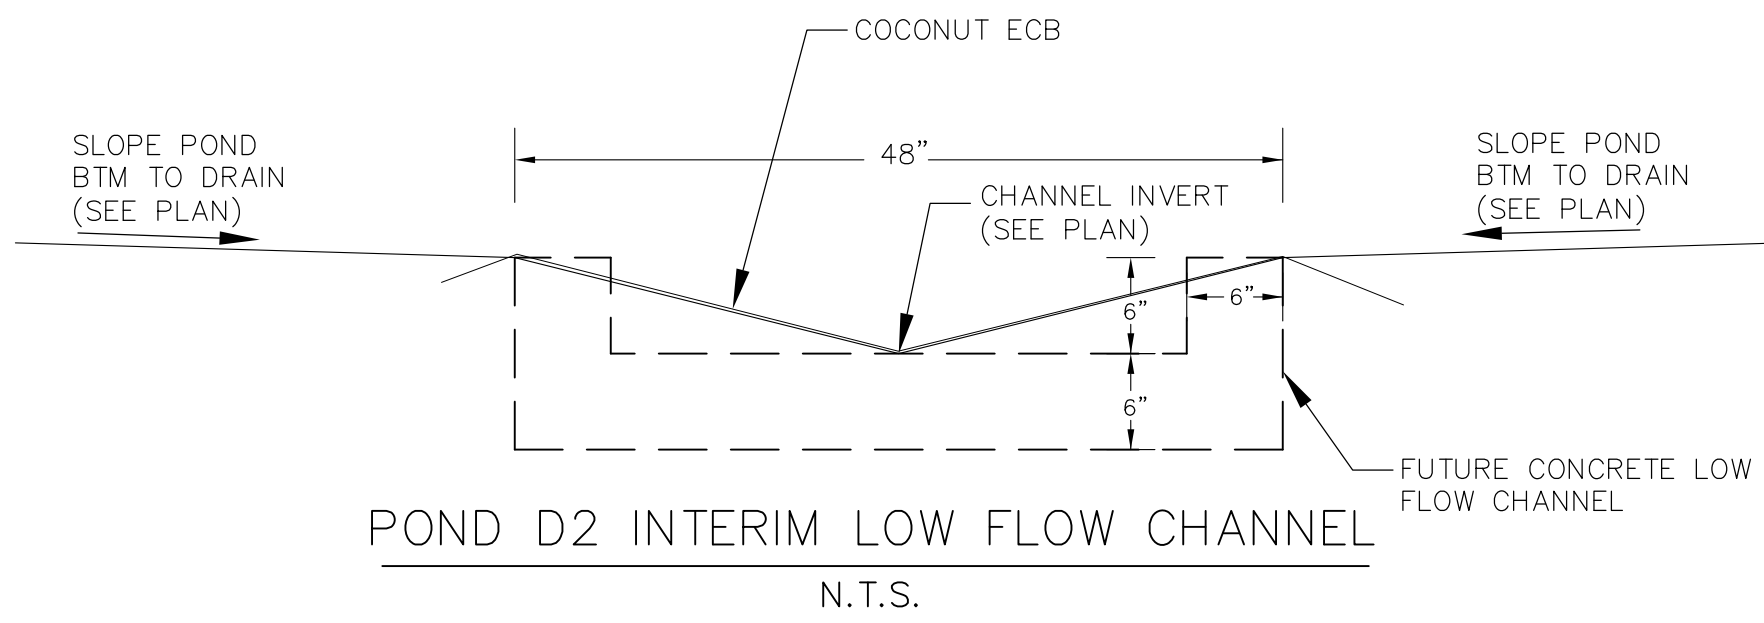 COCONUT ECB
SLOPE POND
BTM TO DRAIN
(SEE PLAN)
48”
SLOPE POND
BTM TO DRAIN
(SEE PLAN)
CHANNEL INVERT
(SEE PLAN)
6”
6”
6”
FUTURE CONCRETE LOW
FLOW CHANNEL
POND D2 INTERIM LOW FLOW CHANNEL
N.T.S.